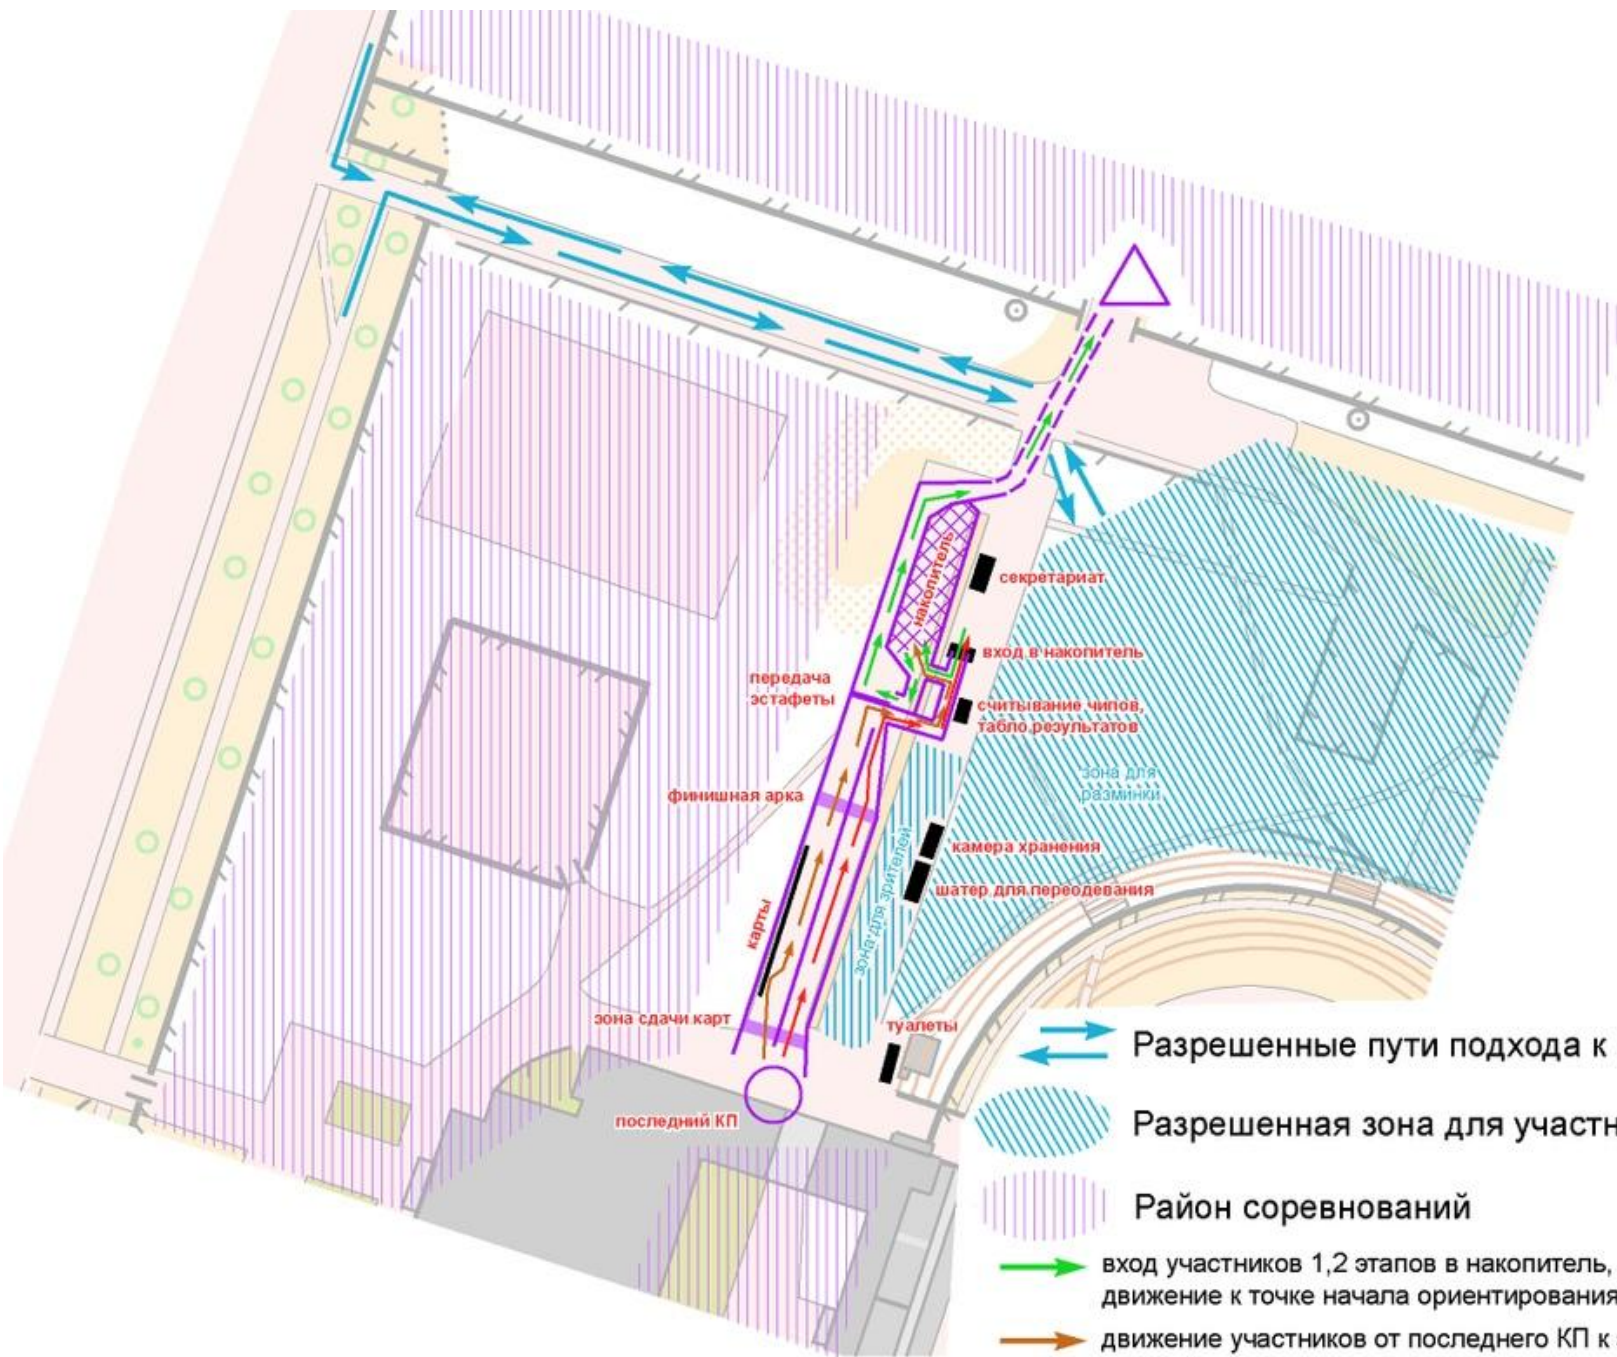 накопитель
секретариат
вход в накопитель
передача
эстафеты
считывание чипов,
табло результатов
зона для
разминки
финишная арка
зона для зрителей
камера хранения
шатер для переодевания
карты
зона сдачи карт
туалеты
последний КП
Разрешенные пути подхода к
Разрешенная зона для участн
Район соревнований
вход участников 1,2 этапов в накопитель,
движение к точке начала ориентирования
движение участников от последнего КП к